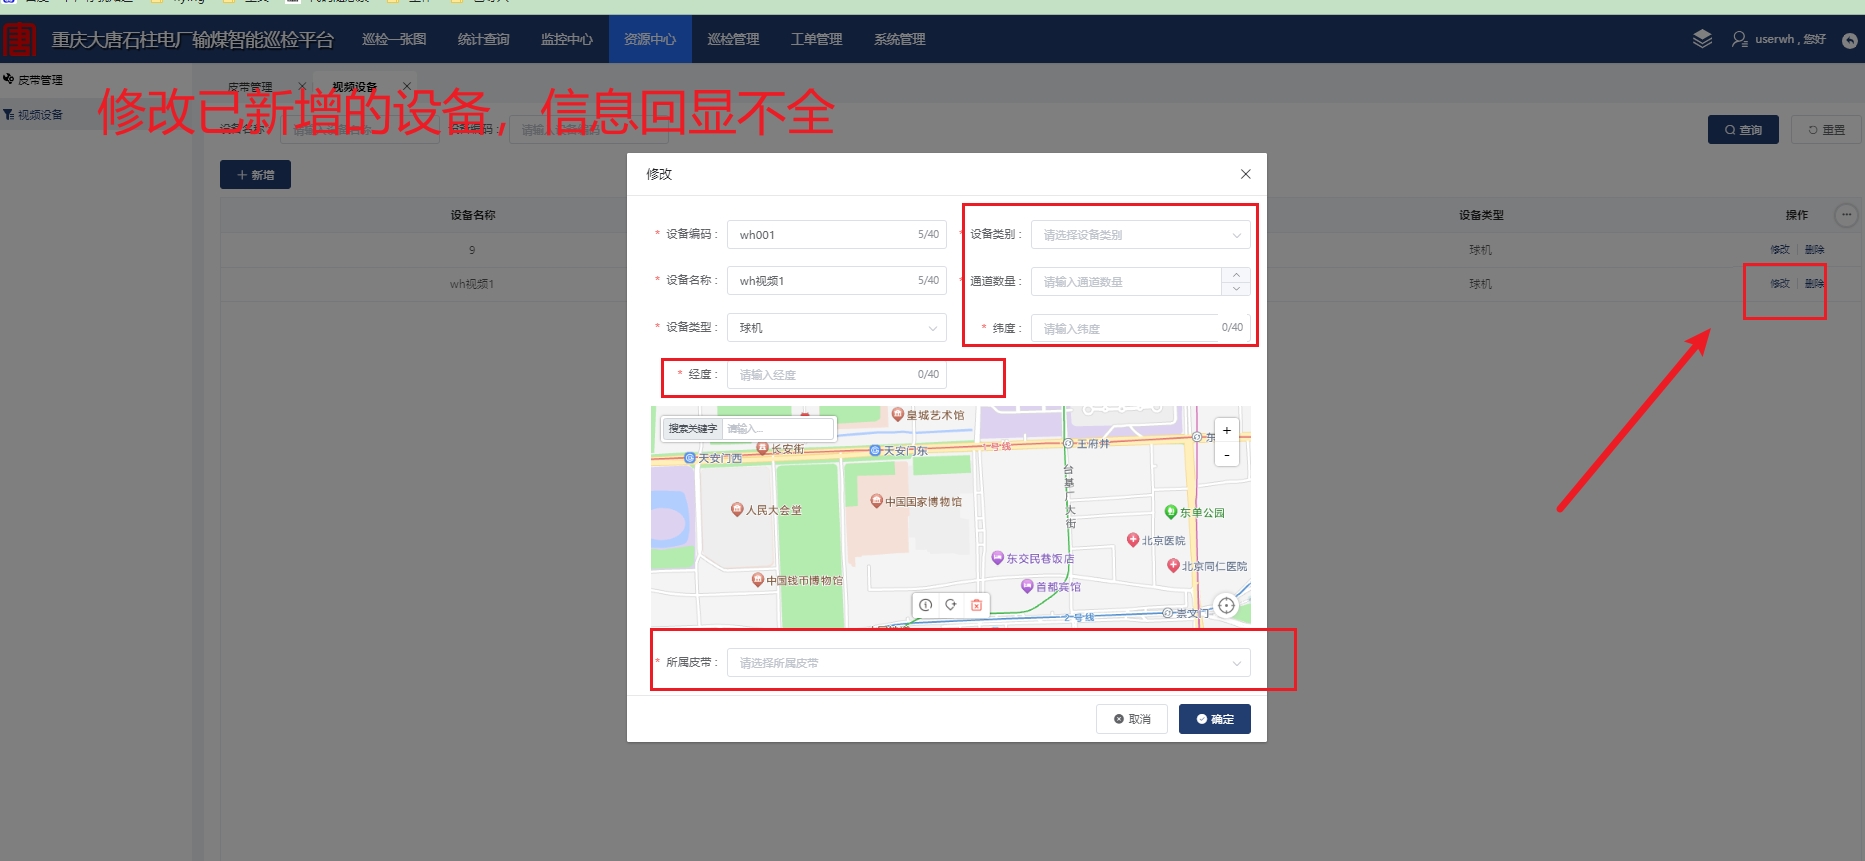 重庆大唐石柱电厂输煤智能巡检平台
巡检一张图 统计查询 监控中心 资源中心 巡检管理 工单管理 系统管理
userwh , 您好
皮带管理
视频设备
皮带管理 视频设备
修改已新增的设备，信息回显不全
设备名称
查询 重置
+ 新增
设备名称 设备类型 操作
9 球机 修改 删除
wh视频1 球机 修改 删除
修改
* 设备编码： wh001 5/40
* 设备类别： 请选择设备类别
* 设备名称： wh视频1 5/40
* 通道数量： 请输入通道数量
* 设备类型： 球机
* 纬度： 请输入纬度 0/40
* 经度： 请输入经度 0/40
搜索关键字 请输入...
皇城艺术馆
长安街
天安门西
天安门东
1号线
王府井
东
+
-
台基厂大街
人民大会堂
中国国家博物馆
东单公园
北京医院
东交民巷饭店
北京同仁医院
中国钱币博物馆
首都宾馆
2号线
崇文门
* 所属皮带： 请选择所属皮带
取消 确定